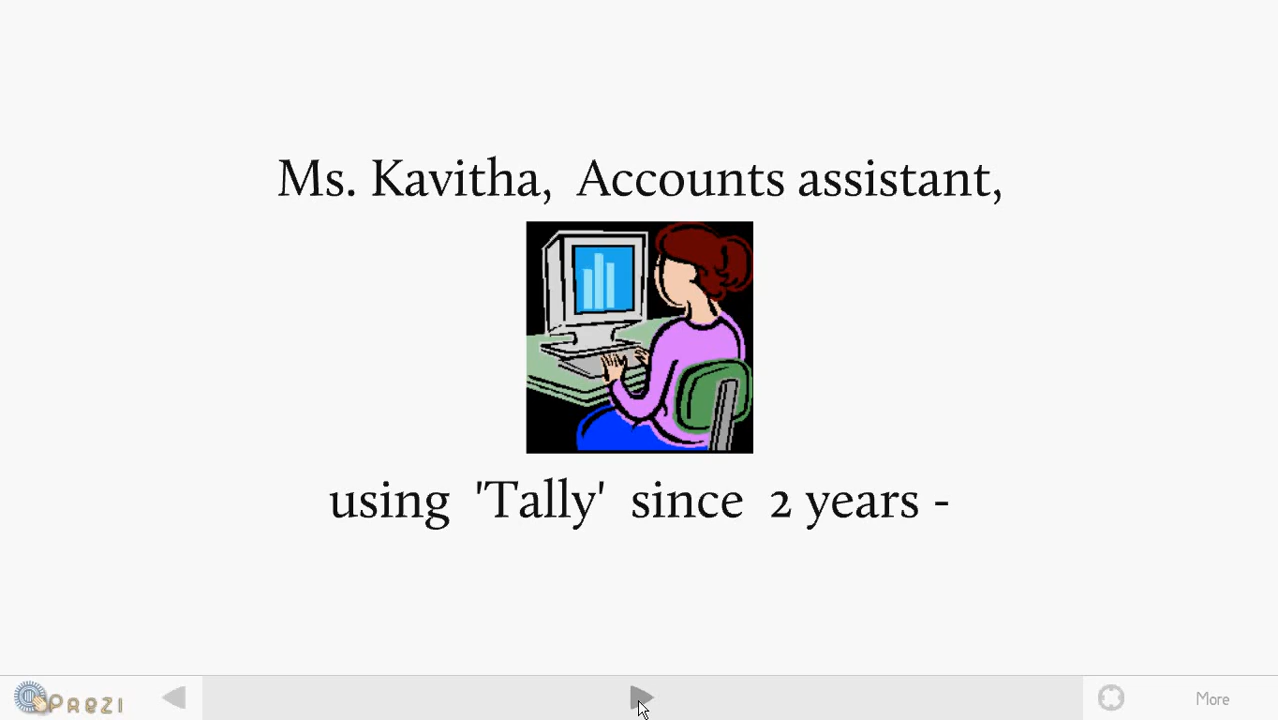 Ms. Kavitha, Accounts assistant,
using 'Tally' since 2 years -
Prezi
More